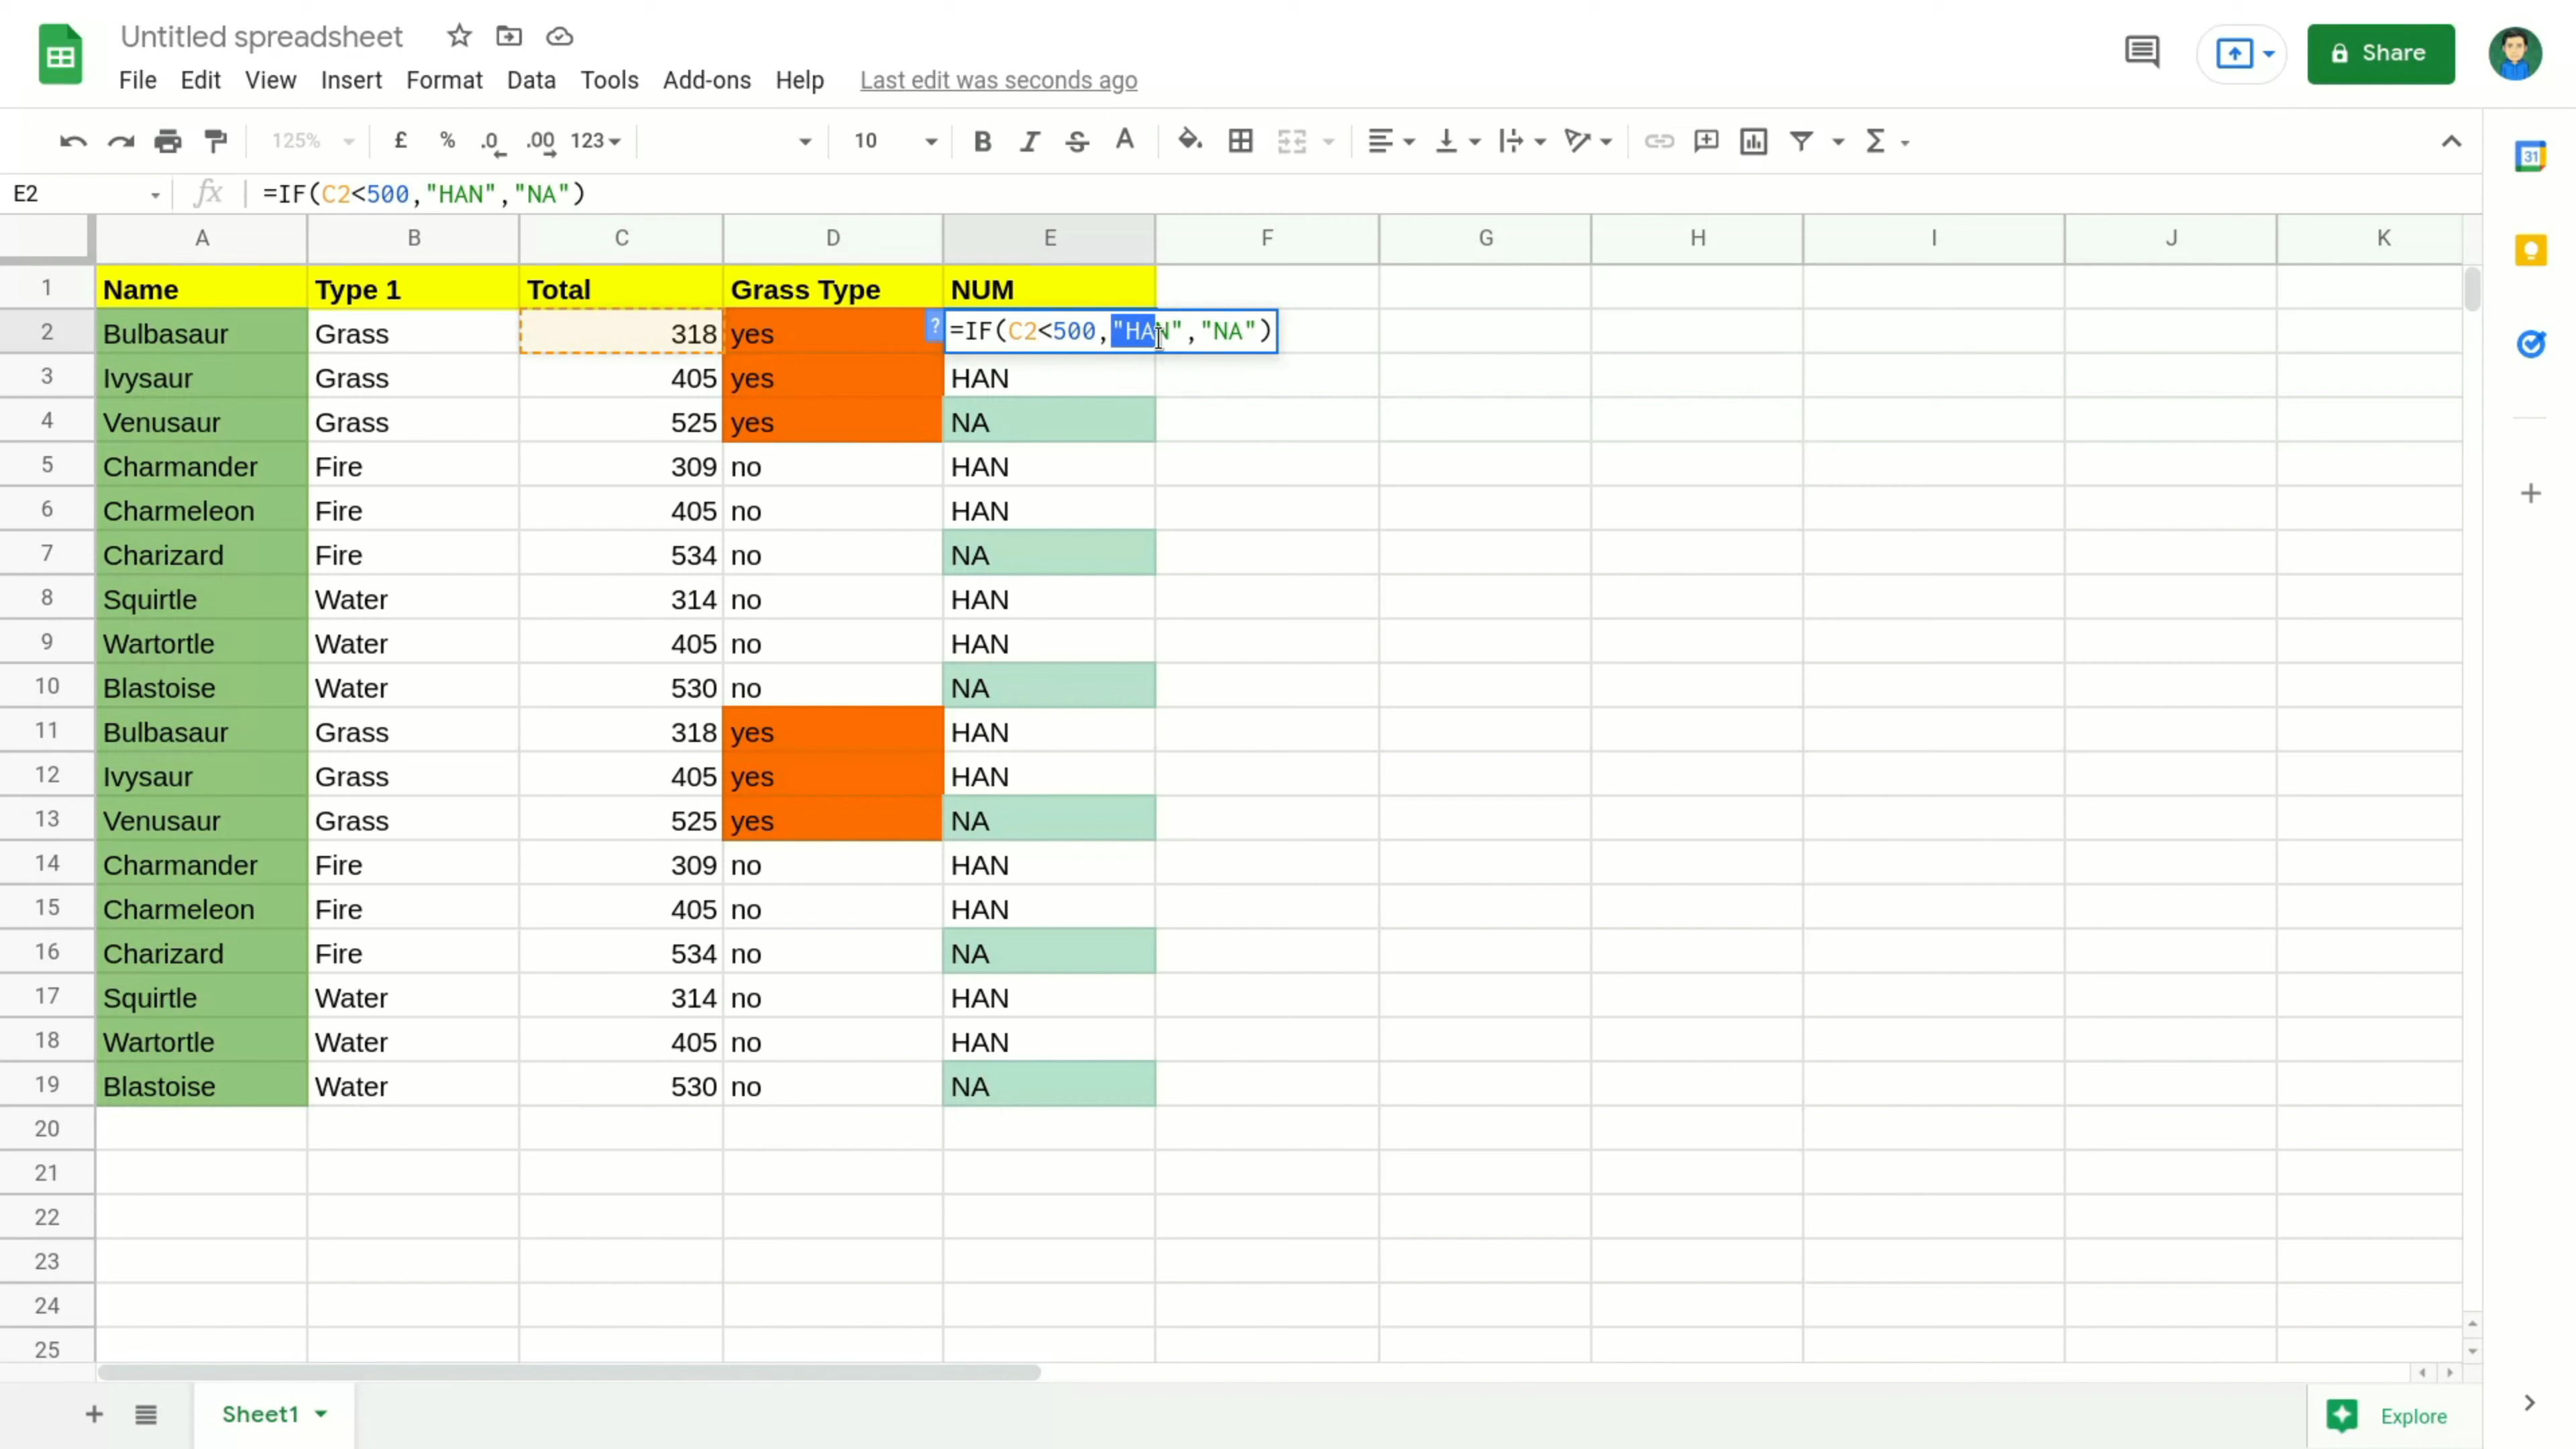 Untitled spreadsheet
File Edit View Insert Format Data Tools Add-ons Help Last edit was seconds ago
Share
125% £ % .0 .00 123 10 B I S A Σ
31
E2 fx =IF(C2<500,"HAN","NA")
A B C D E F G H I J K
1 Name Type 1 Total Grass Type NUM
2 Bulbasaur Grass 318 yes ? =IF(C2<500,"HAN","NA")
3 Ivysaur Grass 405 yes HAN
4 Venusaur Grass 525 yes NA
5 Charmander Fire 309 no HAN
6 Charmeleon Fire 405 no HAN
7 Charizard Fire 534 no NA
8 Squirtle Water 314 no HAN
9 Wartortle Water 405 no HAN
10 Blastoise Water 530 no NA
11 Bulbasaur Grass 318 yes HAN
12 Ivysaur Grass 405 yes HAN
13 Venusaur Grass 525 yes NA
14 Charmander Fire 309 no HAN
15 Charmeleon Fire 405 no HAN
16 Charizard Fire 534 no NA
17 Squirtle Water 314 no HAN
18 Wartortle Water 405 no HAN
19 Blastoise Water 530 no NA
20
21
22
23
24
25
Sheet1
Explore